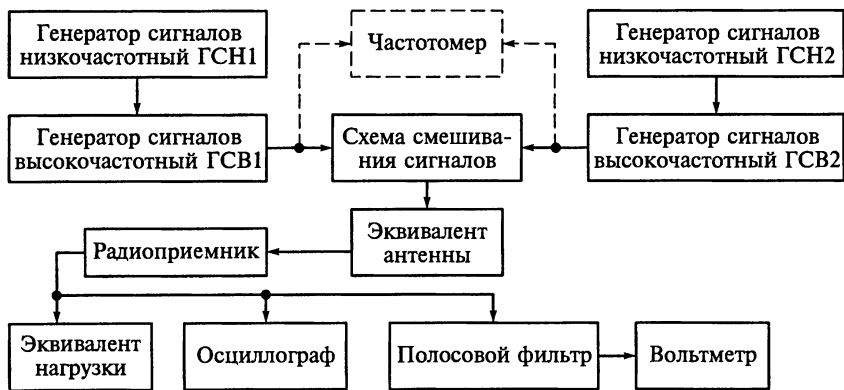 Генератор сигналов
низкочастотный ГСН1
Частотомер
Генератор сигналов
низкочастотный ГСН2
Генератор сигналов
высокочастотный ГСВ1
Схема смешива-
ния сигналов
Генератор сигналов
высокочастотный ГСВ2
Радиоприемник
Эквивалент
антенны
Эквивалент
нагрузки
Осциллограф
Полосовой фильтр
Вольтметр